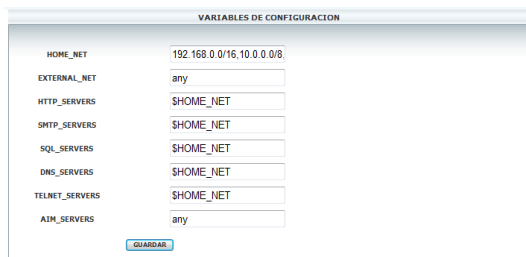 VARIABLES DE CONFIGURACION
HOME_NET 192.168.0.0/16,10.0.0.0/8,
EXTERNAL_NET any
HTTP_SERVERS $HOME_NET
SMTP_SERVERS $HOME_NET
SQL_SERVERS $HOME_NET
DNS_SERVERS $HOME_NET
TELNET_SERVERS $HOME_NET
AIM_SERVERS any
GUARDAR